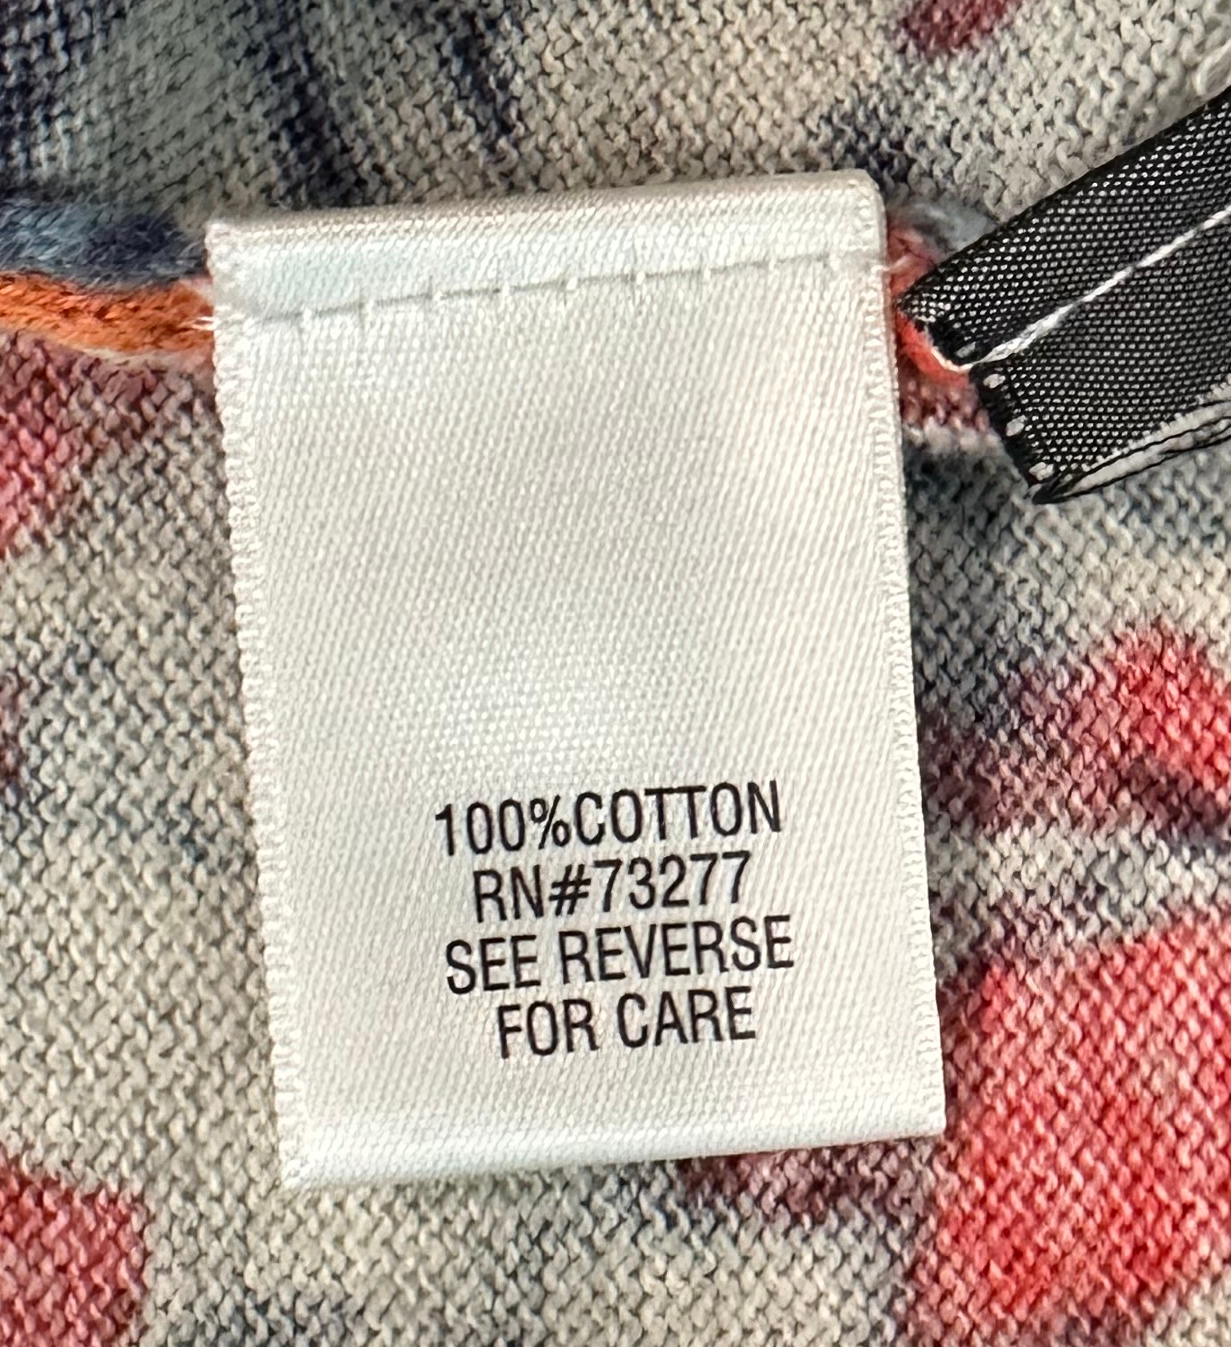 100%COTTON
RN#73277
SEE REVERSE
FOR CARE